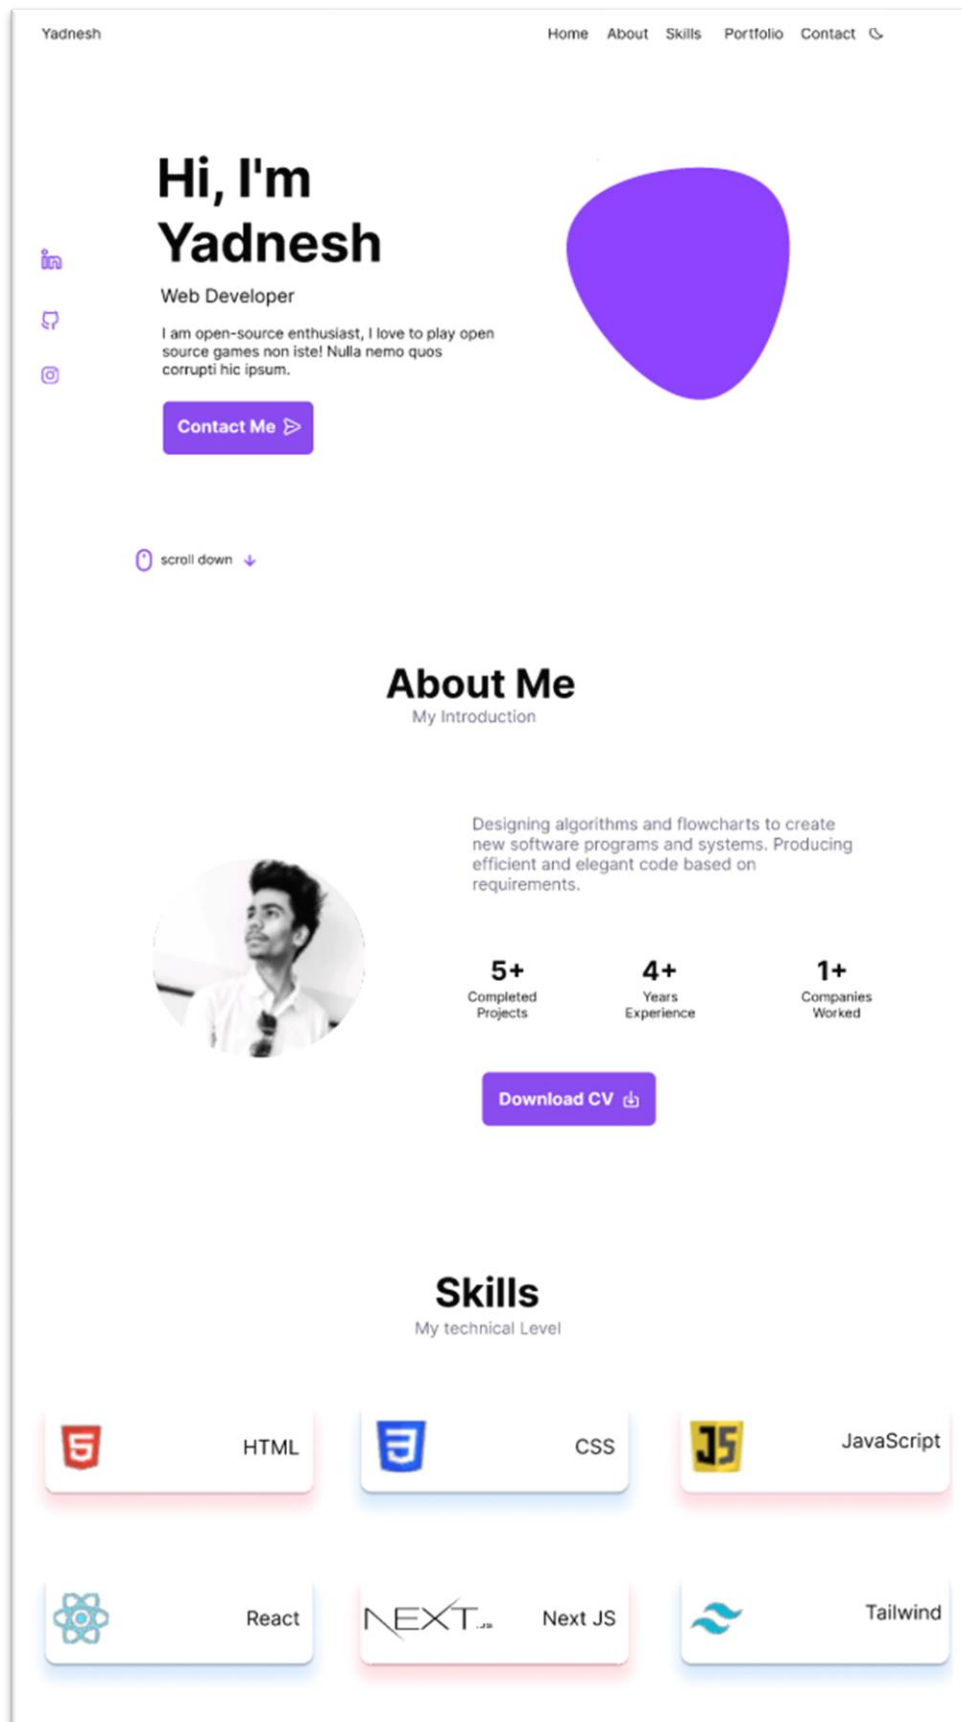 Yadnesh
Home About Skills Portfolio Contact
Hi, I'm
Yadnesh
in
Web Developer
I am open-source enthusiast, I love to play open
source games non iste! Nulla nemo quos
corrupti hic ipsum.
Contact Me
scroll down
About Me
My Introduction
Designing algorithms and flowcharts to create
new software programs and systems. Producing
efficient and elegant code based on
requirements.
5+ 4+ 1+
Completed Years Companies
Projects Experience Worked
Download CV
Skills
My technical Level
5 HTML
3 CSS
JS JavaScript
React
NEXT.JS Next JS
Tailwind